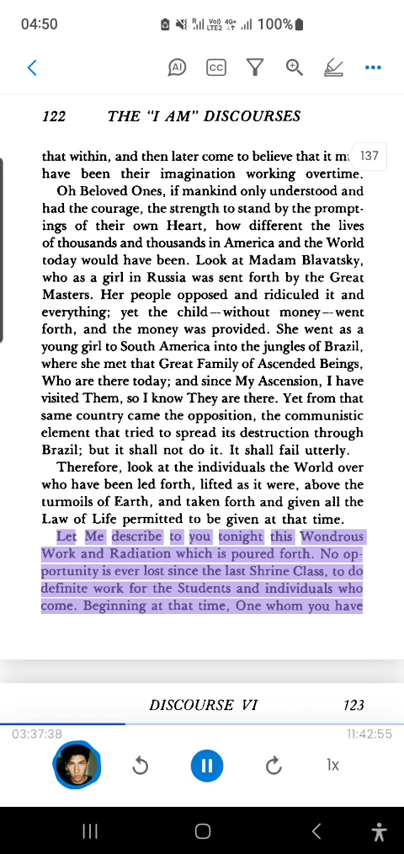 04:50
100%
AI
CC
122 THE "I AM" DISCOURSES
137
that within, and then later come to believe that it m
have been their imagination working overtime.
Oh Beloved Ones, if mankind only understood and
had the courage, the strength to stand by the prompt-
ings of their own Heart, how different the lives
of thousands and thousands in America and the World
today would have been. Look at Madam Blavatsky,
who as a girl in Russia was sent forth by the Great
Masters. Her people opposed and ridiculed it and
everything; yet the child—without money—went
forth, and the money was provided. She went as a
young girl to South America into the jungles of Brazil,
where she met that Great Family of Ascended Beings,
Who are there today; and since My Ascension, I have
visited Them, so I know They are there. Yet from that
same country came the opposition, the communistic
element that tried to spread its destruction through
Brazil; but it shall not do it. It shall fail utterly.
Therefore, look at the individuals the World over
who have been led forth, lifted as it were, above the
turmoils of Earth, and taken forth and given all the
Law of Life permitted to be given at that time.
Let Me describe to you tonight this Wondrous
Work and Radiation which is poured forth. No op-
portunity is ever lost since the last Shrine Class, to do
definite work for the Students and individuals who
come. Beginning at that time, One whom you have
DISCOURSE VI 123
03:37:38 11:42:55
1x